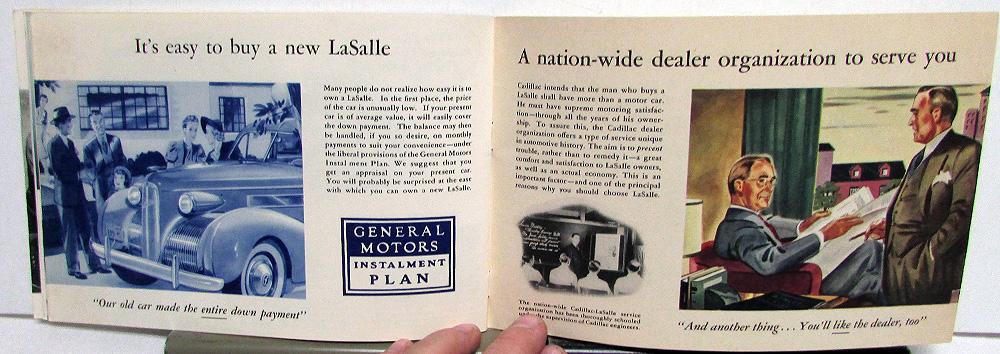 It's easy to buy a new LaSalle
Many people do not realize how easy it is to
own a LaSalle. In the first place, the price
of the car is unusually low. If your present
car is of average value, it will easily cover
the down payment. The balance may then
be handled, if you so desire, on monthly
payments to suit your convenience—under
the liberal provisions of the General Motors
Instalment Plan. We suggest that you
get an appraisal on your present car.
You will probably be surprised at the ease
with which you can own a new LaSalle.
GENERAL
MOTORS
INSTALMENT
PLAN
"Our old car made the entire down payment"
A nation-wide dealer organization to serve you
Cadillac intends that the man who buys a
LaSalle shall have more than a motor car.
He must have supreme motoring satisfac-
tion—through all the years of his owner-
ship. To assure this, the Cadillac dealer
organization offers a type of service unique
in automotive history. The aim is to prevent
trouble, rather than to remedy it—a great
comfort and satisfaction to LaSalle owners,
as well as an actual economy. This is an
important factor—and one of the principal
reasons why you should choose LaSalle.
The nation-wide Cadillac-LaSalle service
organization has been thoroughly schooled
under the supervision of Cadillac engineers.
"And another thing... You'll like the dealer, too"